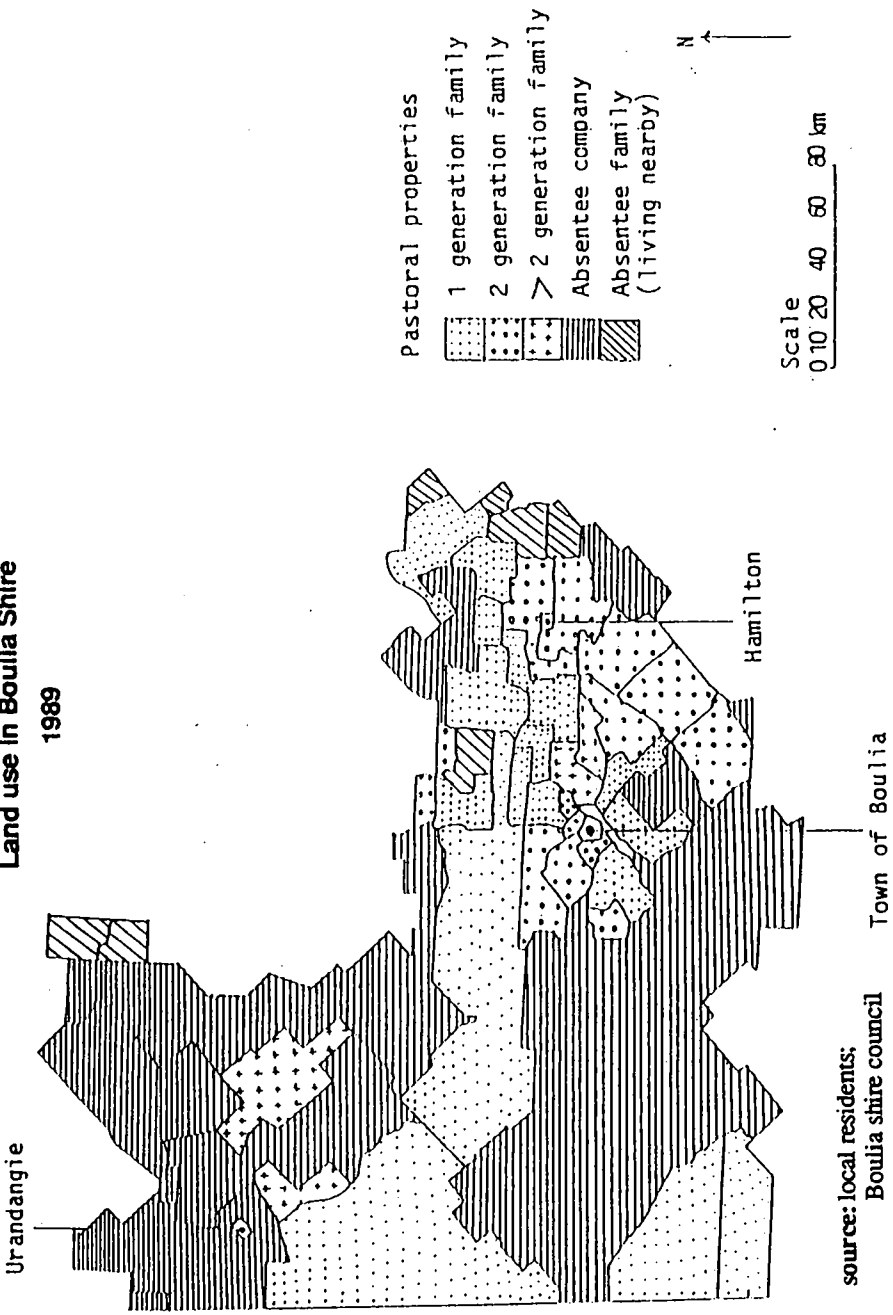 Land use in Boulia Shire
1989
Urandangie
Pastoral properties
1 generation family
2 generation family
> 2 generation family
Absentee company
Absentee family
(living nearby)
N
Scale
0 10 20 40 60 80 km
Hamilton
Town of Boulia
source: local residents;
Boulia shire council